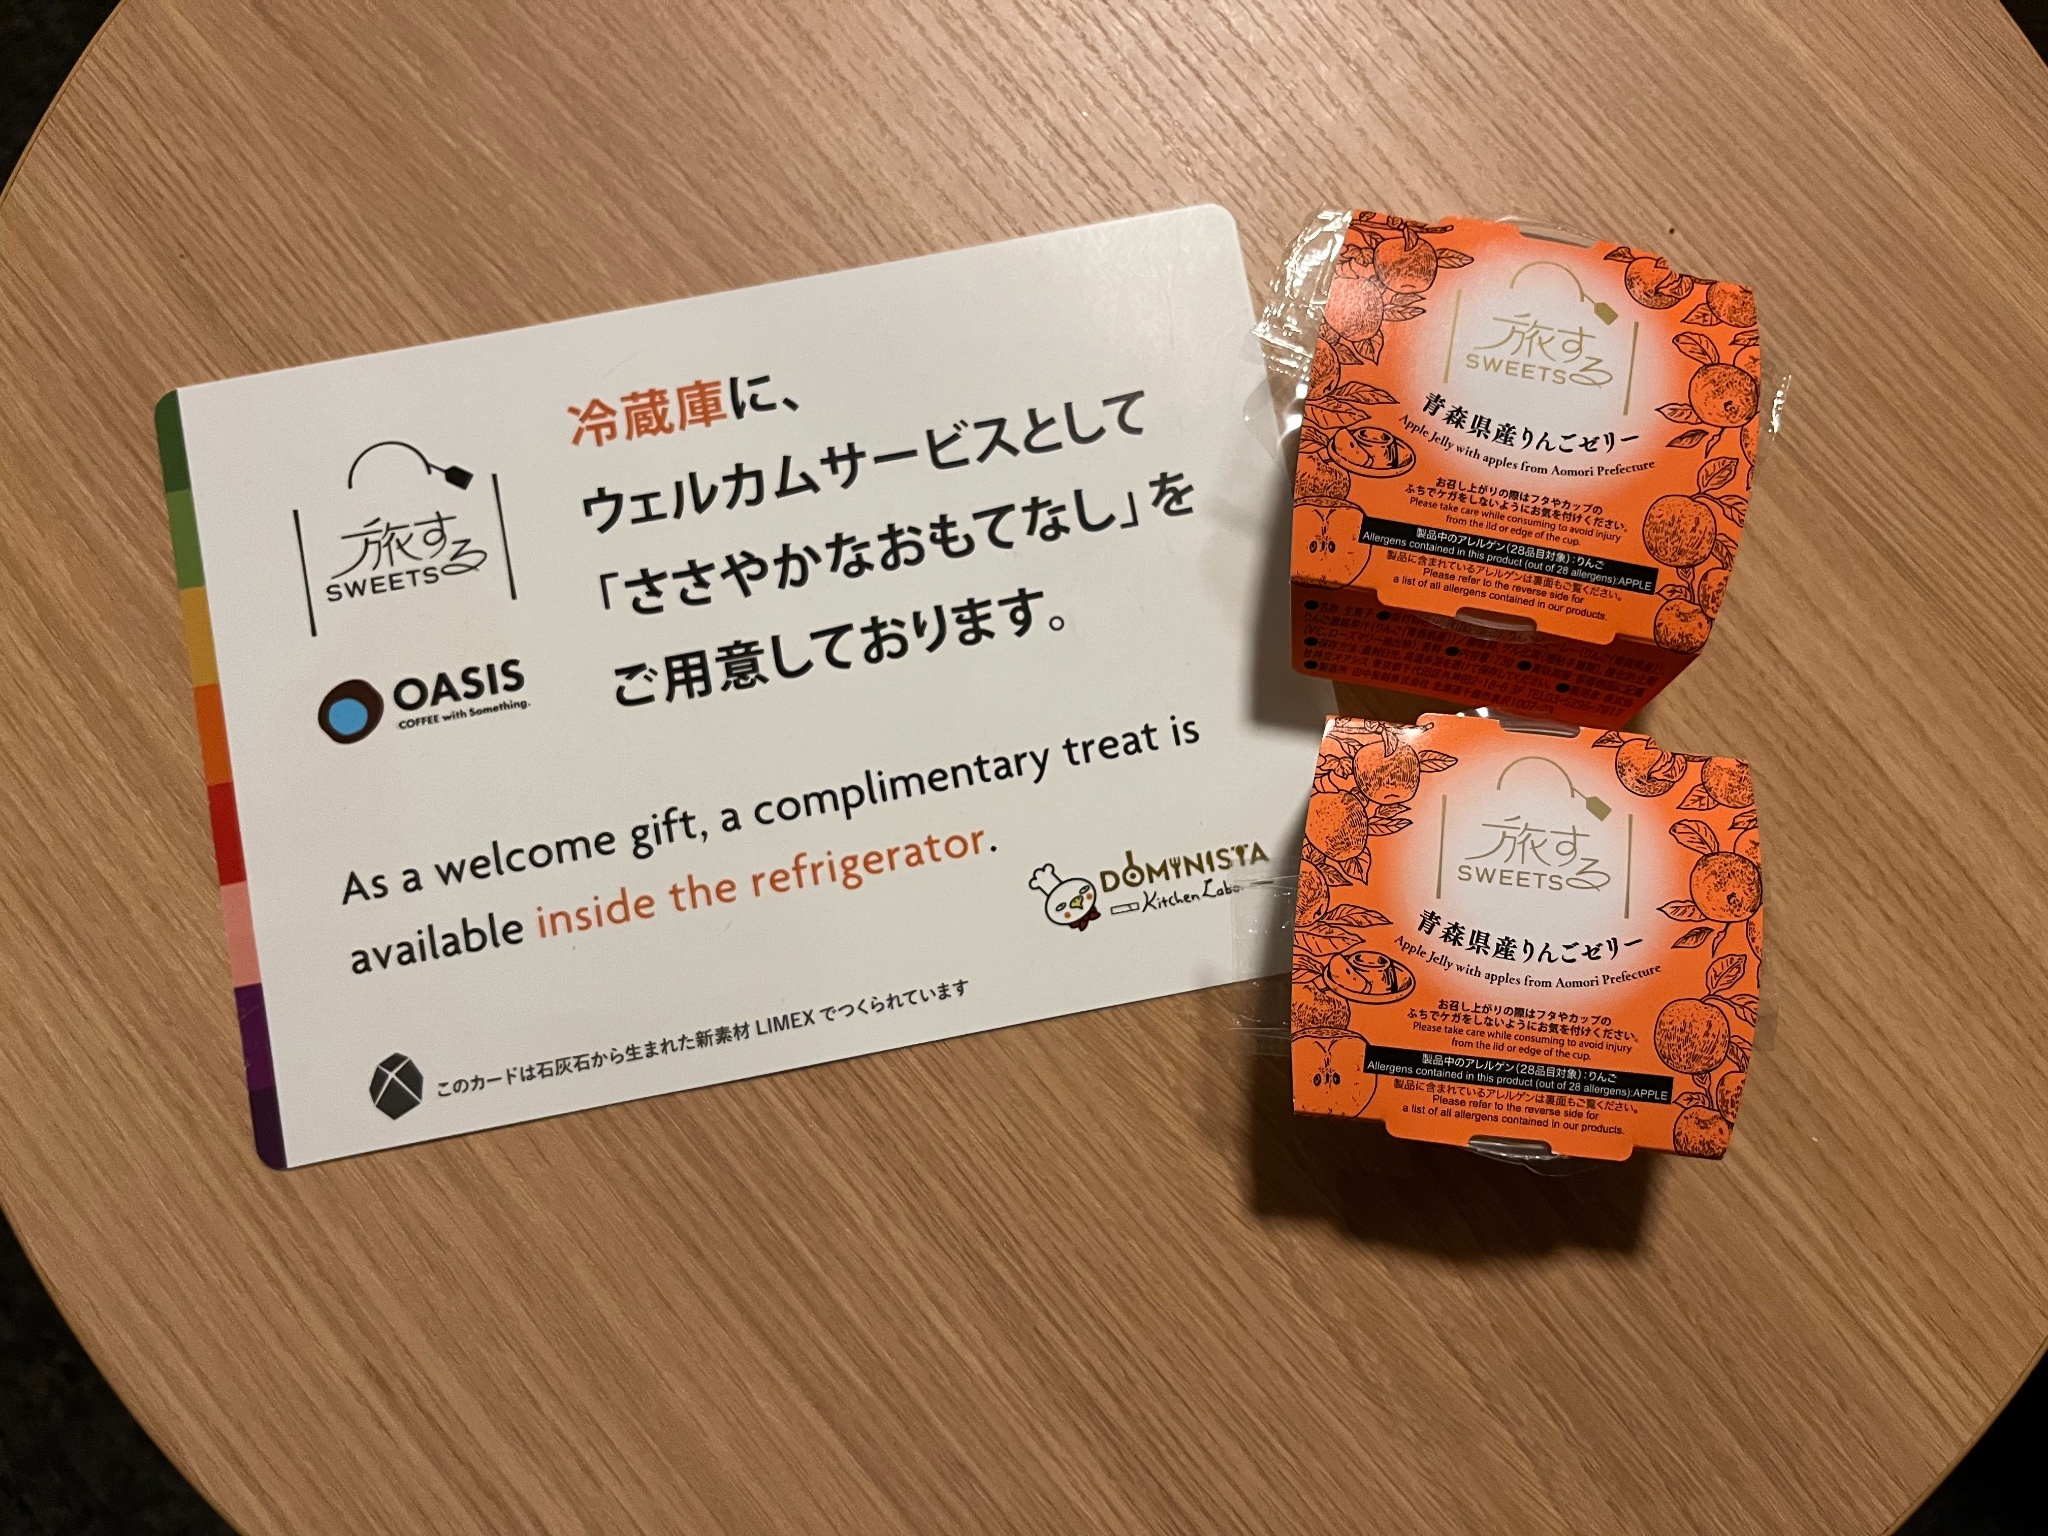 旅する
SWEETS
OASIS
COFFEE with Something.
冷蔵庫に、
ウェルカムサービスとして
「ささやかなおもてなし」を
ご用意しております。
As a welcome gift, a complimentary treat is
available inside the refrigerator.
DOMINISTA
Kitchen
このカードは石灰石から生まれた新素材 LIMEX でつくられています
旅する
SWEETS
青森県産りんごゼリー
Apple Jelly with apples from Aomori Prefecture
お召し上がりの際はフタやカップの
ふちでケガをしないようにお気を付けください。
Please take care while consuming to avoid injury
from the lid or edge of the cup.
製品中のアレルゲン(28品目対象):りんご
Allergens contained in this product (out of 28 allergens):APPLE
製品に含まれているアレルゲンは裏面もご覧ください。
Please refer to the reverse side for
a list of all allergens contained in our products.
旅する
SWEETS
青森県産りんごゼリー
Apple Jelly with apples from Aomori Prefecture
お召し上がりの際はフタやカップの
ふちでケガをしないようにお気を付けください。
Please take care while consuming to avoid injury
from the lid or edge of the cup.
製品中のアレルゲン(28品目対象):りんご
Allergens contained in this product (out of 28 allergens):APPLE
製品に含まれているアレルゲンは裏面もご覧ください。
Please refer to the reverse side for
a list of all allergens contained in our products.